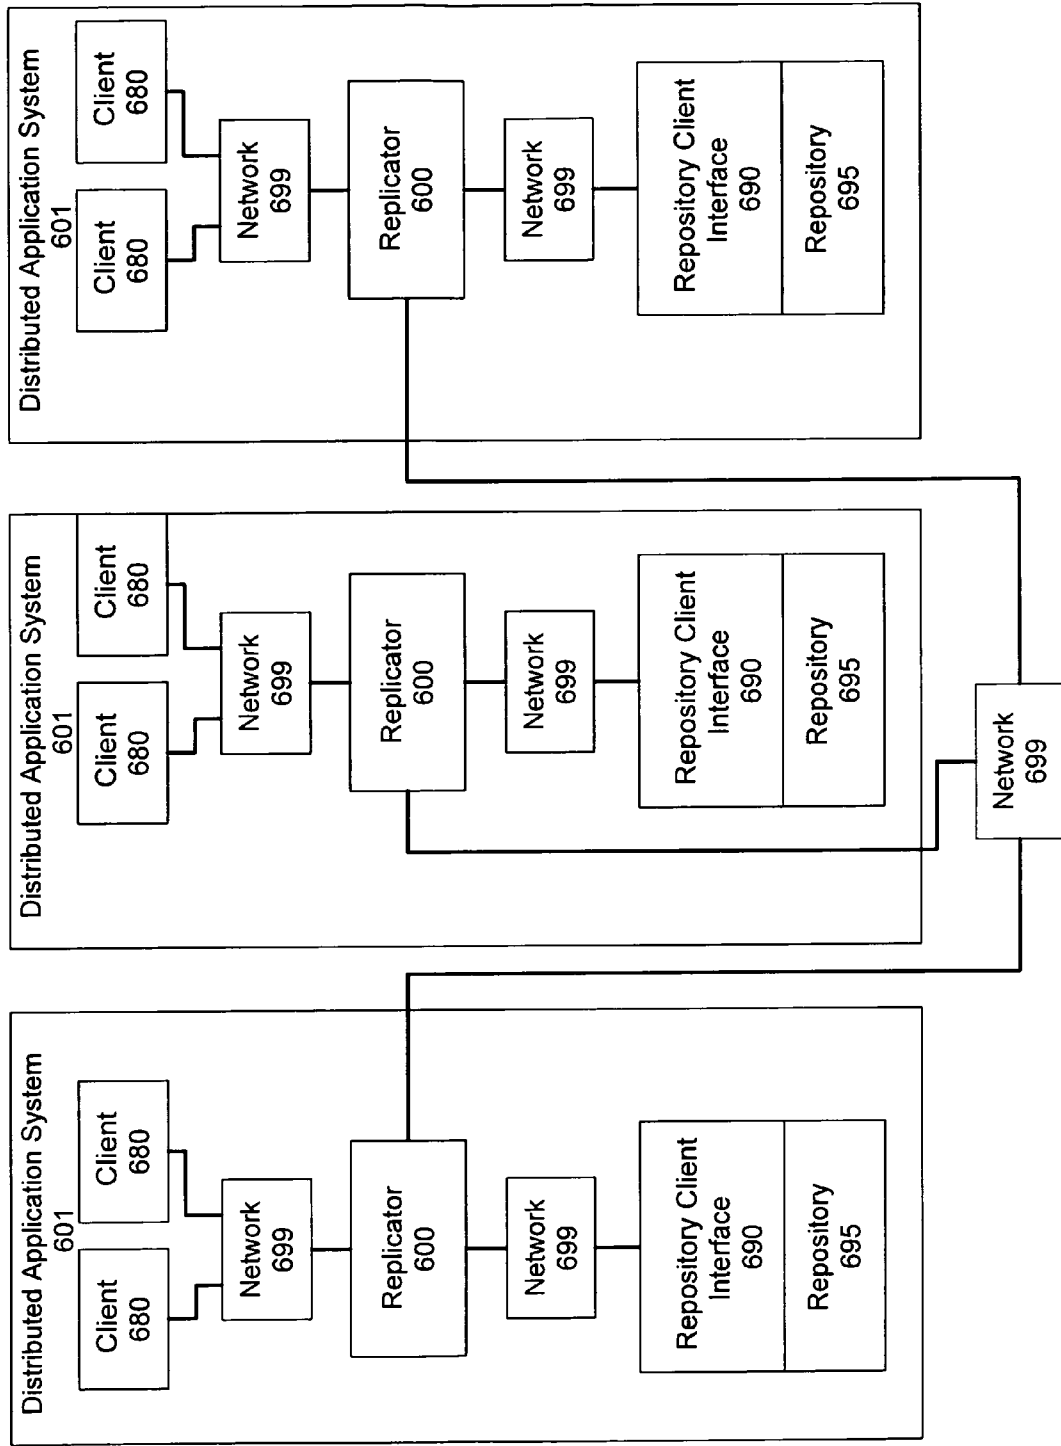 Distributed Application System
601
Client
680
Client
680
Network
699
Replicator
600
Network
699
Repository Client
Interface
690
Repository
695
Distributed Application System
601
Client
680
Client
680
Network
699
Replicator
600
Network
699
Repository Client
Interface
690
Repository
695
Distributed Application System
601
Client
680
Client
680
Network
699
Replicator
600
Network
699
Repository Client
Interface
690
Repository
695
Network
699